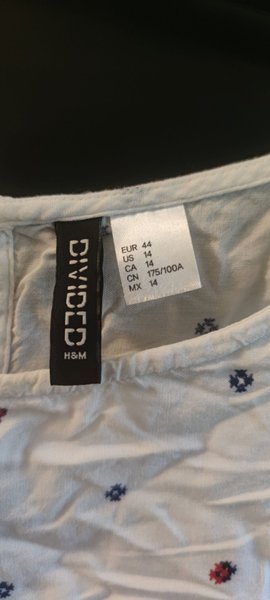 DIVIDED
H&M
EUR 44
US 14
CA 14
CN 175/100A
MX 14